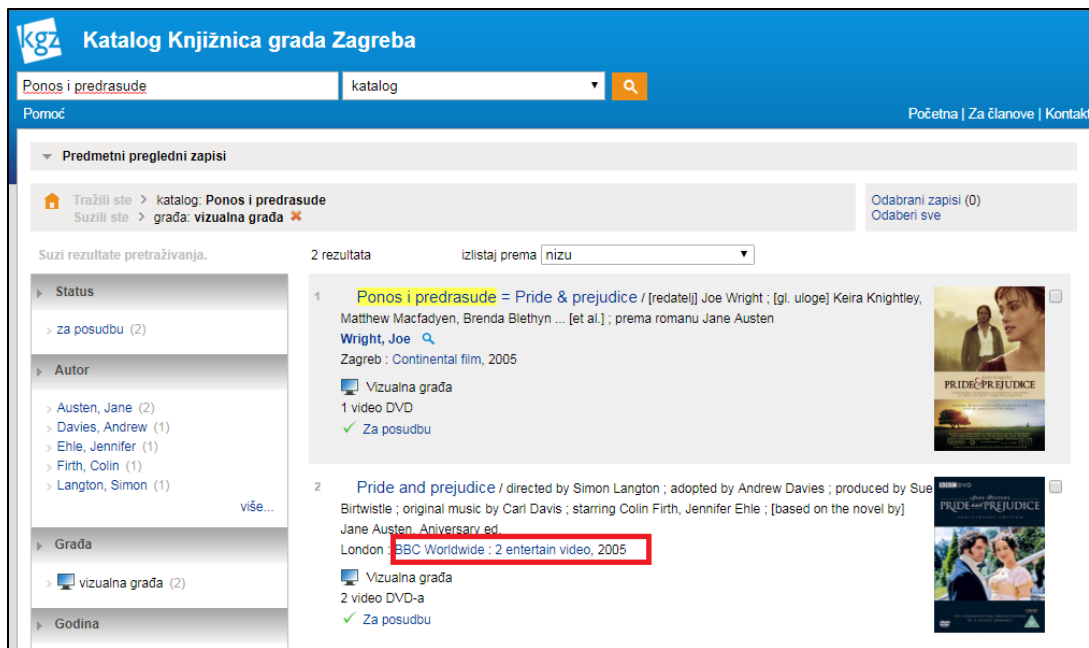 kgz Katalog Knjižnica grada Zagreba
Ponos i predrasude katalog
Pomoć Početna | Za članove | Kontakt
Predmetni pregledni zapisi
Tražili ste > katalog: Ponos i predrasude
Suzili ste > građa: vizualna građa
Odabrani zapisi (0)
Odaberi sve
Suzi rezultate pretraživanja.
2 rezultata izlistaj prema nizu
Status
za posudbu (2)
Autor
Austen, Jane (2)
Davies, Andrew (1)
Ehle, Jennifer (1)
Firth, Colin (1)
Langton, Simon (1)
više...
Građa
vizualna građa (2)
Godina
1 Ponos i predrasude = Pride & prejudice / [redatelj] Joe Wright ; [gl. uloge] Keira Knightley,
Matthew Macfadyen, Brenda Blethyn ... [et al.] ; prema romanu Jane Austen
Wright, Joe
Zagreb : Continental film, 2005
Vizualna građa
1 video DVD
Za posudbu
PRIDE & PREJUDICE
2 Pride and prejudice / directed by Simon Langton ; adopted by Andrew Davies ; produced by Sue
Birtwistle ; original music by Carl Davis ; starring Colin Firth, Jennifer Ehle ; [based on the novel by]
Jane Austen. Aniversary ed.
London : BBC Worldwide : 2 entertain video, 2005
Vizualna građa
2 video DVD-a
Za posudbu
BBC DVD
Jane Austen's
PRIDE and PREJUDICE